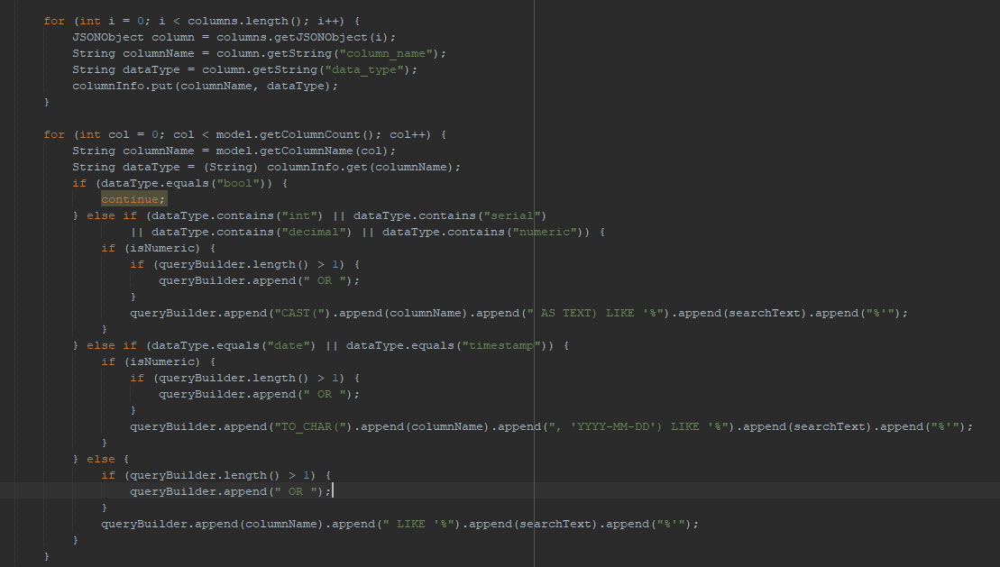 for (int i = 0; i < columns.length(); i++) {
JSONObject column = columns.getJSONObject(i);
String columnName = column.getString("column_name");
String dataType = column.getString("data_type");
columnInfo.put(columnName, dataType);
}
for (int col = 0; col < model.getColumnCount(); col++) {
String columnName = model.getColumnName(col);
String dataType = (String) columnInfo.get(columnName);
if (dataType.equals("bool")) {
continue;
} else if (dataType.contains("int") || dataType.contains("serial")
|| dataType.contains("decimal") || dataType.contains("numeric")) {
if (isNumeric) {
if (queryBuilder.length() > 1) {
queryBuilder.append(" OR ");
}
queryBuilder.append("CAST(").append(columnName).append(" AS TEXT) LIKE '%").append(searchText).append("%'");
}
} else if (dataType.equals("date") || dataType.equals("timestamp")) {
if (isNumeric) {
if (queryBuilder.length() > 1) {
queryBuilder.append(" OR ");
}
queryBuilder.append("TO_CHAR(").append(columnName).append(", 'YYYY-MM-DD') LIKE '%").append(searchText).append("%'");
}
} else {
if (queryBuilder.length() > 1) {
queryBuilder.append(" OR ");
}
queryBuilder.append(columnName).append(" LIKE '%").append(searchText).append("%'");
}
}